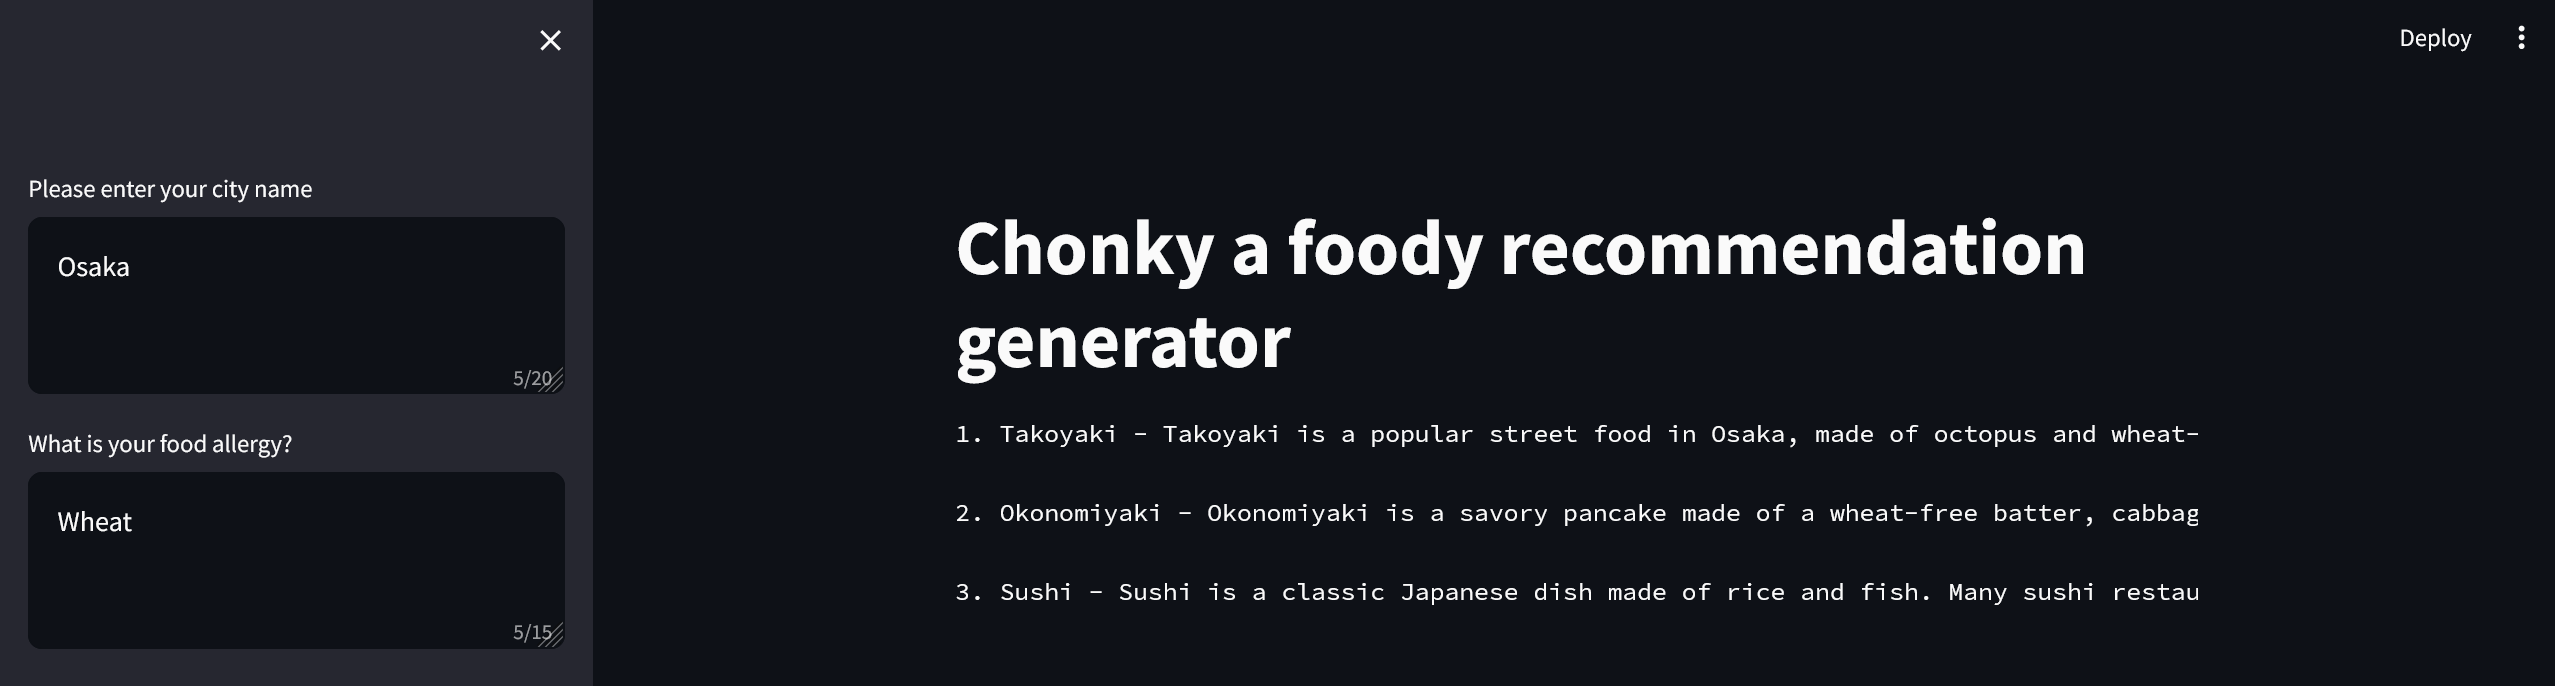 Deploy
Please enter your city name
Osaka
5/20
What is your food allergy?
Wheat
5/15
Chonky a foody recommendation
generator
1. Takoyaki - Takoyaki is a popular street food in Osaka, made of octopus and wheat-
2. Okonomiyaki - Okonomiyaki is a savory pancake made of a wheat-free batter, cabbag
3. Sushi - Sushi is a classic Japanese dish made of rice and fish. Many sushi restau